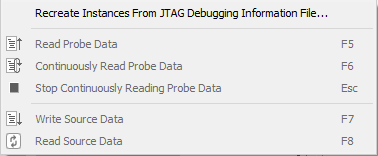 Recreate Instances From JTAG Debugging Information File...
Read Probe Data F5
Continuously Read Probe Data F6
Stop Continuously Reading Probe Data Esc
Write Source Data F7
Read Source Data F8